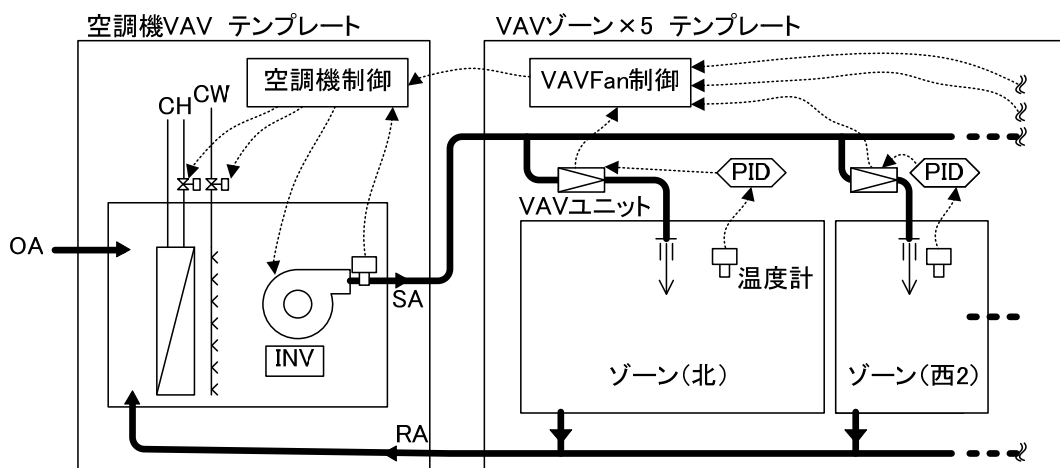 空調機VAV テンプレート
VAVゾーン×5 テンプレート
空調機制御
VAVFan制御
CH
CW
PID
PID
VAVユニット
OA
SA
温度計
INV
ゾーン(北)
ゾーン(西2)
RA